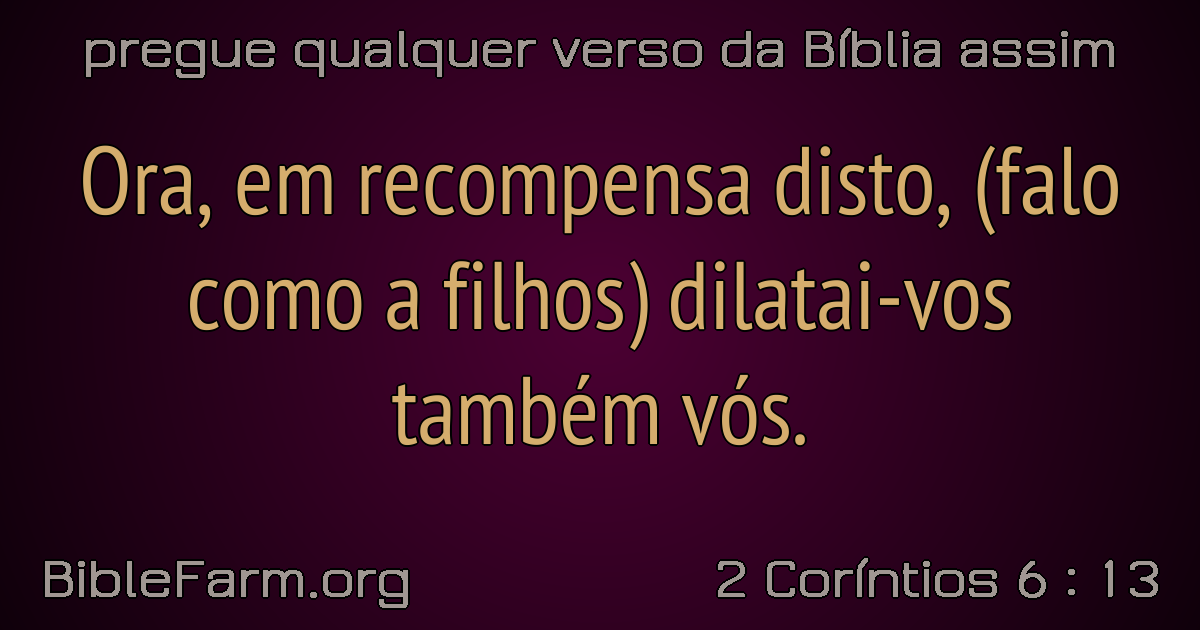 pregue qualquer verso da Bíblia assim
Ora, em recompensa disto, (falo
como a filhos) dilatai-vos
também vós.
BibleFarm.org
2 Coríntios 6 : 13